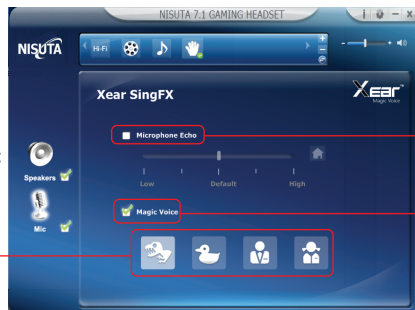 NISUTA 7.1 GAMING HEADSET
NISUTA
Hi-Fi
Xear SingFX
Xear
Magic Voice
Microphone Echo
Low Default High
Speakers
Magic Voice
Mic